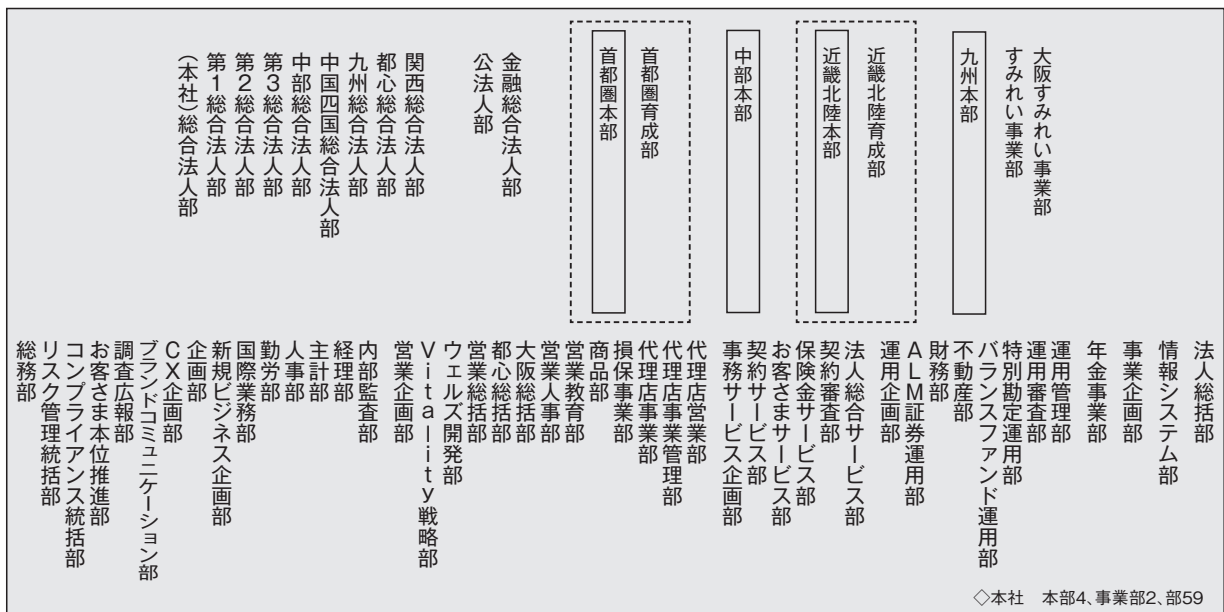 (本社)総合法人部
第1総合法人部
第2総合法人部
第3総合法人部
中部総合法人部
中国四国総合法人部
九州総合法人部
都心総合法人部
関西総合法人部
公法人部
金融総合法人部
首都圏本部
首都圏育成部
中部本部
近畿北陸本部
近畿北陸育成部
九州本部
すみれい事業部
大阪すみれい事業部
総務部
リスク管理統括部
コンプライアンス統括部
お客さま本位推進部
調査広報部
ブランドコミュニケーション部
CX企画部
企画部
新規ビジネス企画部
国際業務部
勤労部
人事部
主計部
経理部
内部監査部
営業企画部
Vitality戦略部
ウェルズ開発部
営業総括部
都心総括部
大阪総括部
営業人事部
営業教育部
商品部
損保事業部
代理店事業部
代理店事業管理部
代理店営業部
事務サービス企画部
契約サービス部
お客さまサービス部
保険金サービス部
契約審査部
法人総合サービス部
運用企画部
ALM証券運用部
財務部
不動産部
バランスファンド運用部
特別勘定運用部
運用審査部
運用管理部
年金事業部
事業企画部
情報システム部
法人総括部
◇本社 本部4、事業部2、部59